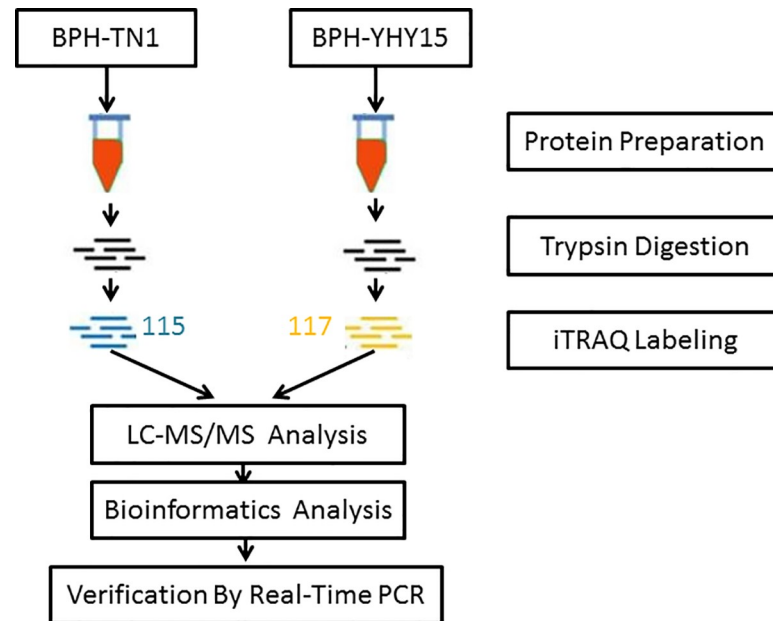 BPH-TN1
BPH-YHY15
Protein Preparation
Trypsin Digestion
115
117
iTRAQ Labeling
LC-MS/MS Analysis
Bioinformatics Analysis
Verification By Real-Time PCR